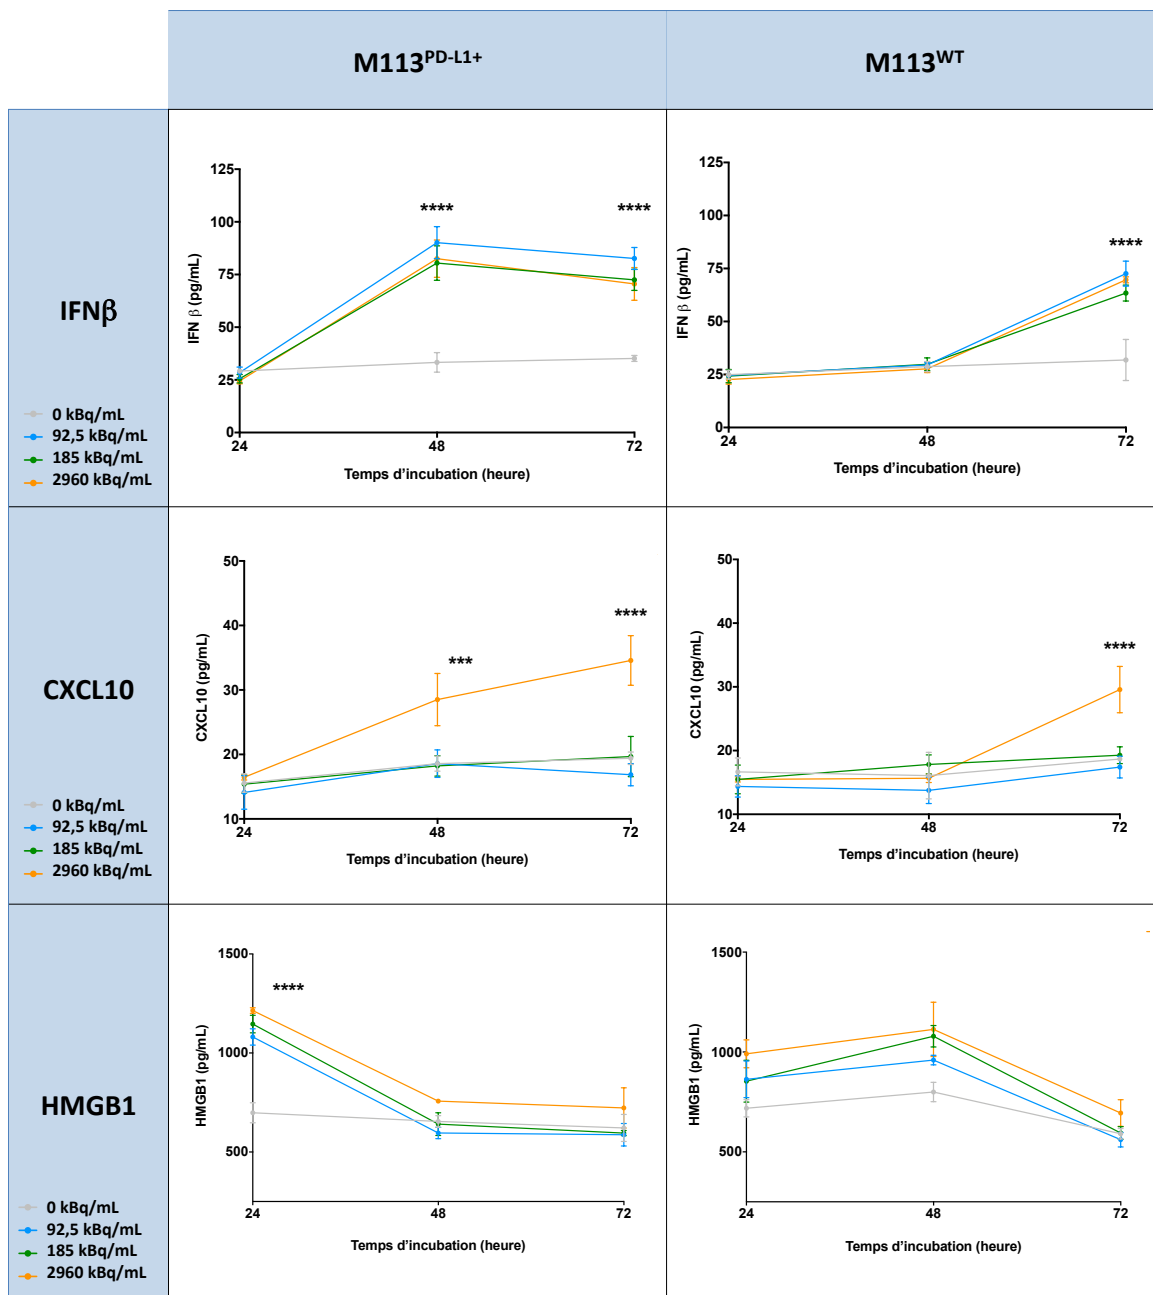 M113PD-L1+
M113WT
IFNβ
0 kBq/mL
92,5 kBq/mL
185 kBq/mL
2960 kBq/mL
IFN β (pg/mL)
125
100
75
50
25
0
24
48
72
****
****
Temps d'incubation (heure)
IFN β (pg/mL)
125
100
75
50
25
0
24
48
72
****
Temps d'incubation (heure)
CXCL10
0 kBq/mL
92,5 kBq/mL
185 kBq/mL
2960 kBq/mL
CXCL10 (pg/mL)
50
40
30
20
10
24
48
72
***
****
Temps d'incubation (heure)
CXCL10 (pg/mL)
50
40
30
20
10
24
48
72
****
Temps d'incubation (heure)
HMGB1
0 kBq/mL
92,5 kBq/mL
185 kBq/mL
2960 kBq/mL
HMGB1 (pg/mL)
1500
1000
500
24
48
72
****
Temps d'incubation (heure)
HMGB1 (pg/mL)
1500
1000
500
24
48
72
Temps d'incubation (heure)